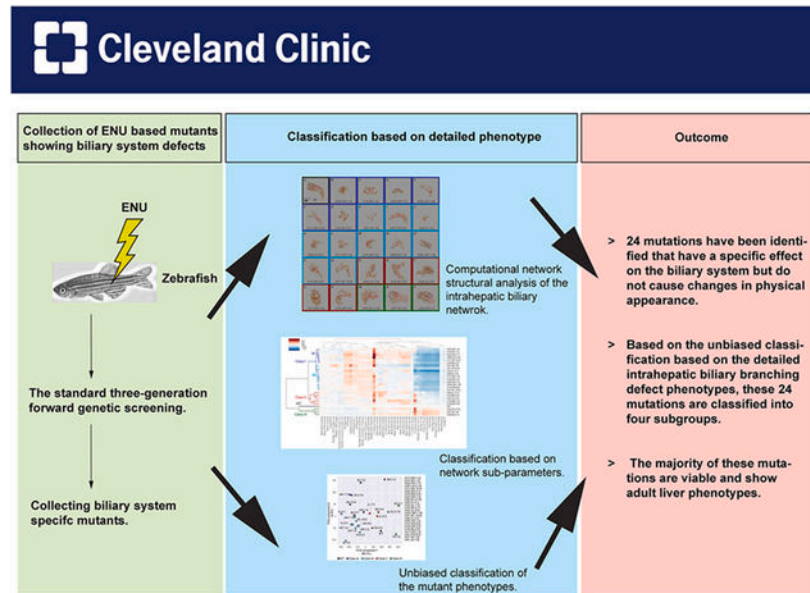 Cleveland Clinic
Collection of ENU based mutants
showing biliary system defects
ENU
Zebrafish
The standard three-generation
forward genetic screening.
Collecting biliary system
specifc mutants.
Classification based on detailed phenotype
Computational network
structural analysis of the
intrahepatic biliary
netwrok.
Classification based on
network sub-parameters.
Unbiased classification of
the mutant phenotypes.
Outcome
> 24 mutations have been identi-
fied that have a specific effect
on the biliary system but do
not cause changes in physical
appearance.
> Based on the unbiased classi-
fication based on the detailed
intrahepatic biliary branching
defect phenotypes, these 24
mutations are classified into
four subgroups.
> The majority of these muta-
tions are viable and show
adult liver phenotypes.